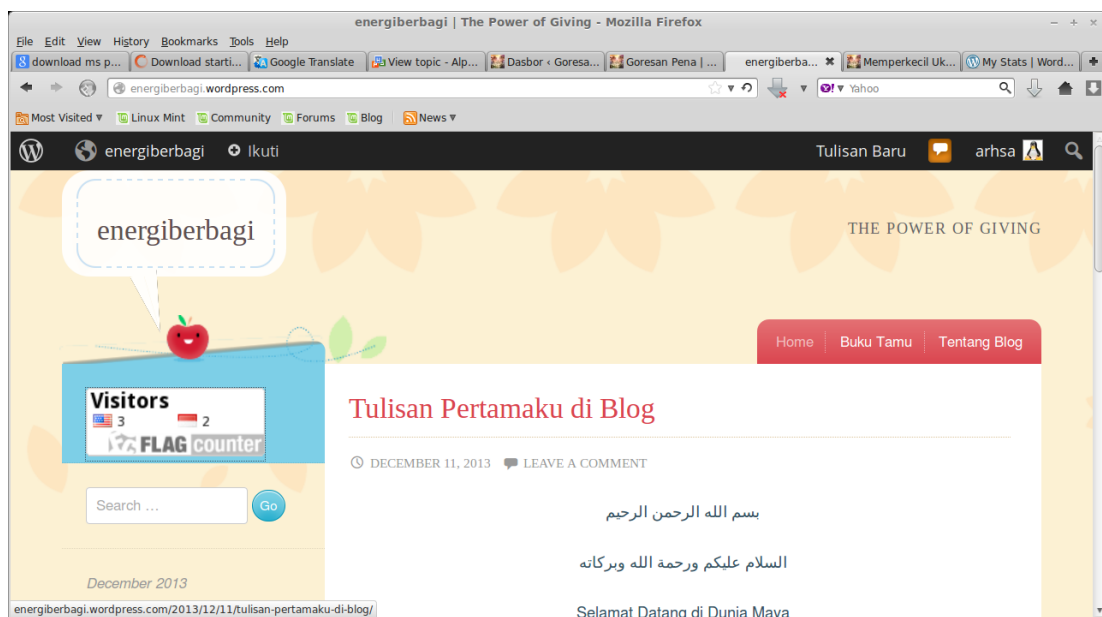 energiberbagi | The Power of Giving - Mozilla Firefox
File Edit View History Bookmarks Tools Help
download ms p... Download starti... Google Translate View topic - Alp... Dasbor ‹ Goresa... Goresan Pena | ... energiberba... Memperkecil Uk... My Stats | Word...
energiberbagi.wordpress.com Yahoo
Most Visited Linux Mint Community Forums Blog News
energiberbagi Ikuti Tulisan Baru arhsa
energiberbagi
THE POWER OF GIVING
Home Buku Tamu Tentang Blog
Visitors
3 2
FLAG counter
Search ... Go
December 2013
Tulisan Pertamaku di Blog
DECEMBER 11, 2013 LEAVE A COMMENT
بسم الله الرحمن الرحيم
السلام عليكم ورحمة الله وبركاته
Selamat Datang di Dunia Maya
energiberbagi.wordpress.com/2013/12/11/tulisan-pertamaku-di-blog/